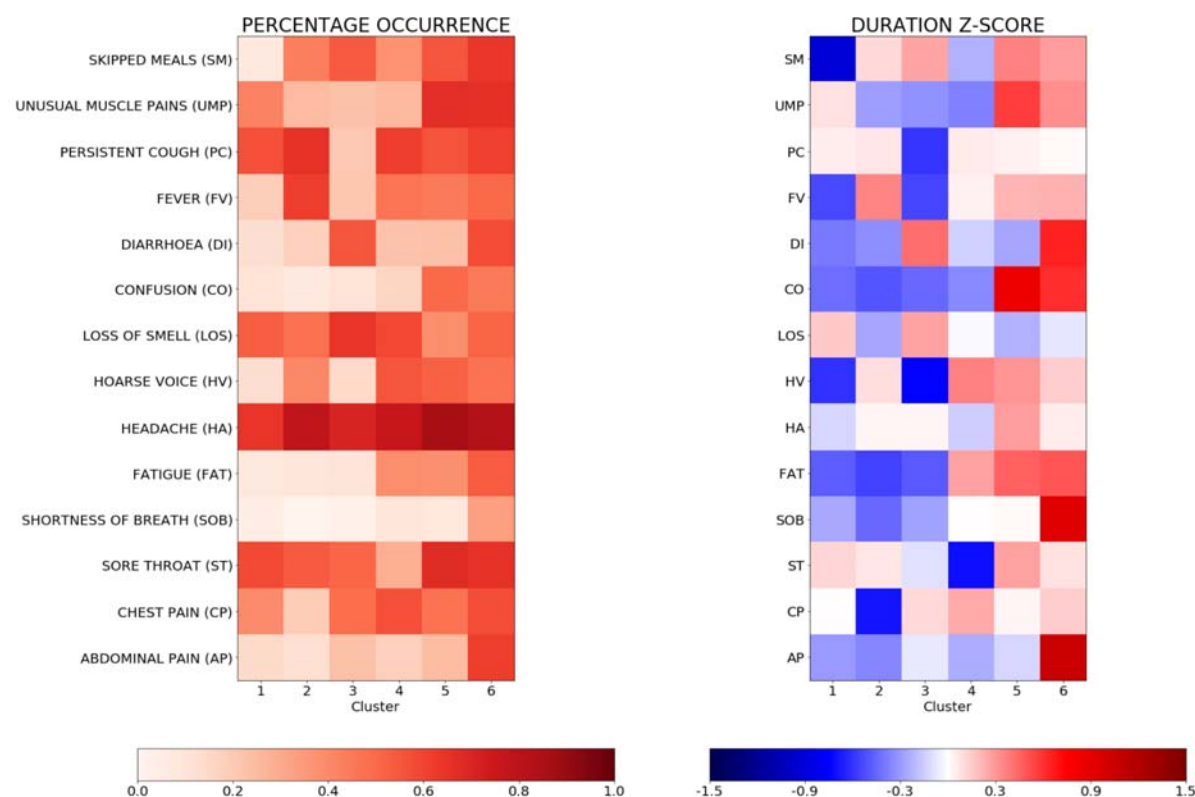 PERCENTAGE OCCURRENCE
SKIPPED MEALS (SM)
UNUSUAL MUSCLE PAINS (UMP)
PERSISTENT COUGH (PC)
FEVER (FV)
DIARRHOEA (DI)
CONFUSION (CO)
LOSS OF SMELL (LOS)
HOARSE VOICE (HV)
HEADACHE (HA)
FATIGUE (FAT)
SHORTNESS OF BREATH (SOB)
SORE THROAT (ST)
CHEST PAIN (CP)
ABDOMINAL PAIN (AP)
1 2 3 4 5 6
Cluster
0.0 0.2 0.4 0.6 0.8 1.0
DURATION Z-SCORE
SM
UMP
PC
FV
DI
CO
LOS
HV
HA
FAT
SOB
ST
CP
AP
1 2 3 4 5 6
Cluster
-1.5 -0.9 -0.3 0.3 0.9 1.5